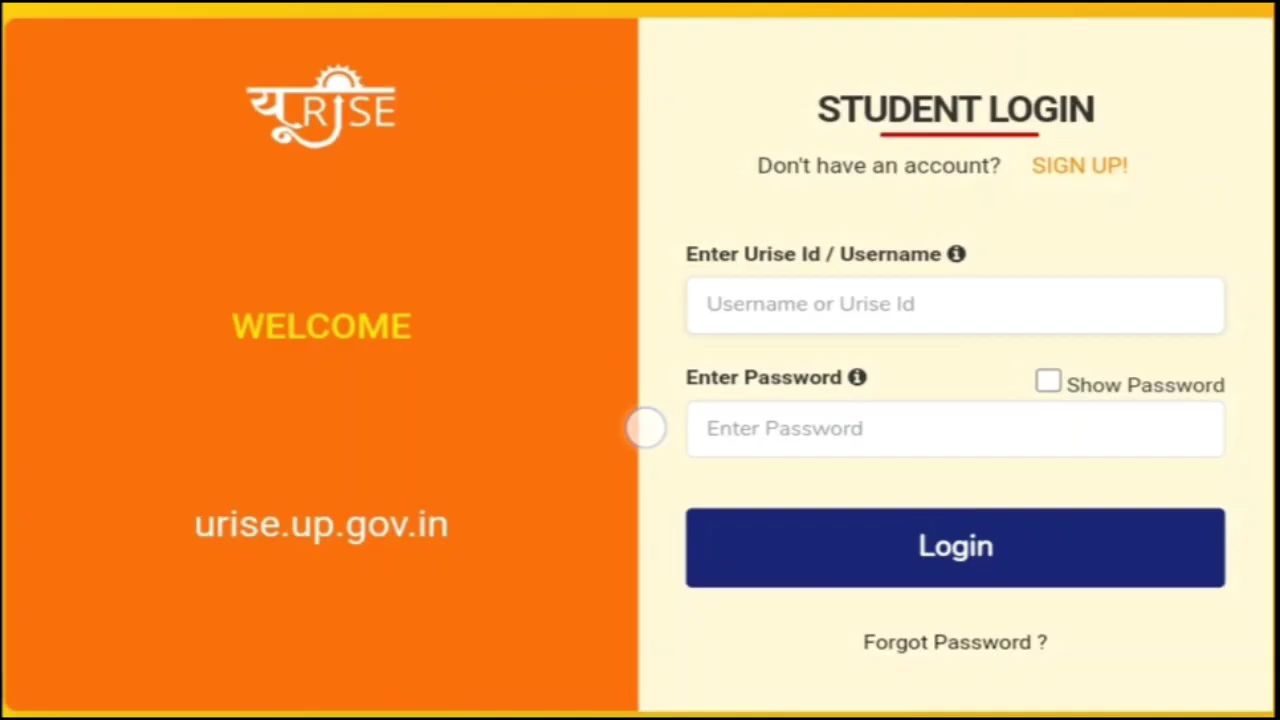 यू RISE
WELCOME
urise.up.gov.in
STUDENT LOGIN
Don't have an account? SIGN UP!
Enter Urise Id / Username
Username or Urise Id
Enter Password
Show Password
Enter Password
Login
Forgot Password ?